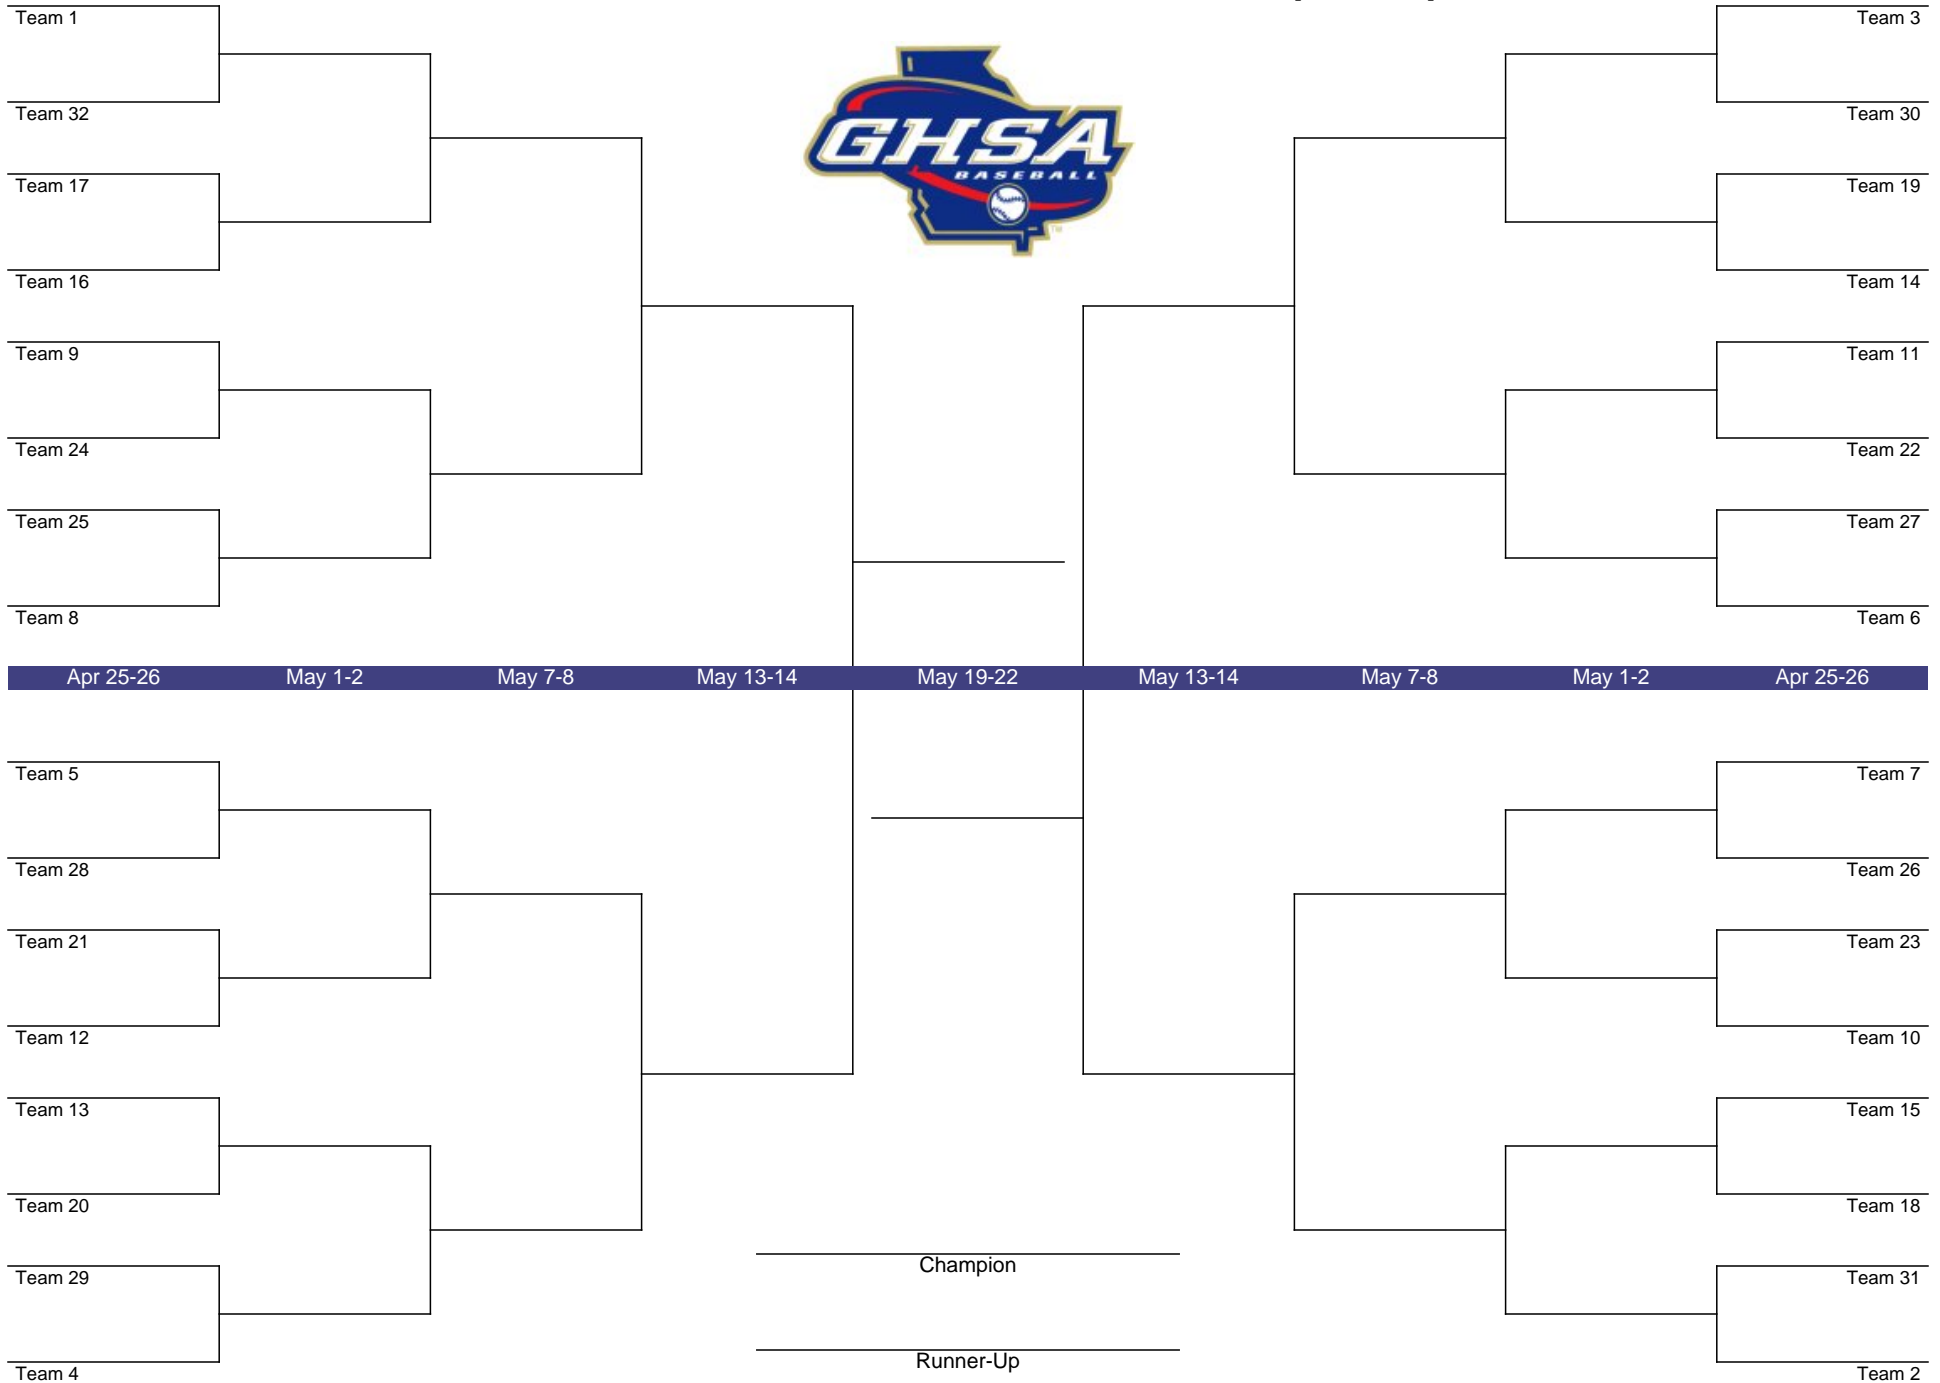 Team 1
Team 3
Team 32
Team 30
Team 17
Team 19
Team 16
Team 14
Team 9
Team 11
Team 24
Team 22
Team 25
Team 27
Team 8
Team 6
GHSA
BASEBALL
TM
Apr 25-26 May 1-2 May 7-8 May 13-14 May 19-22 May 13-14 May 7-8 May 1-2 Apr 25-26
Team 5
Team 7
Team 28
Team 26
Team 21
Team 23
Team 12
Team 10
Team 13
Team 15
Team 20
Team 18
Team 29
Team 31
Team 4
Team 2
Champion
Runner-Up